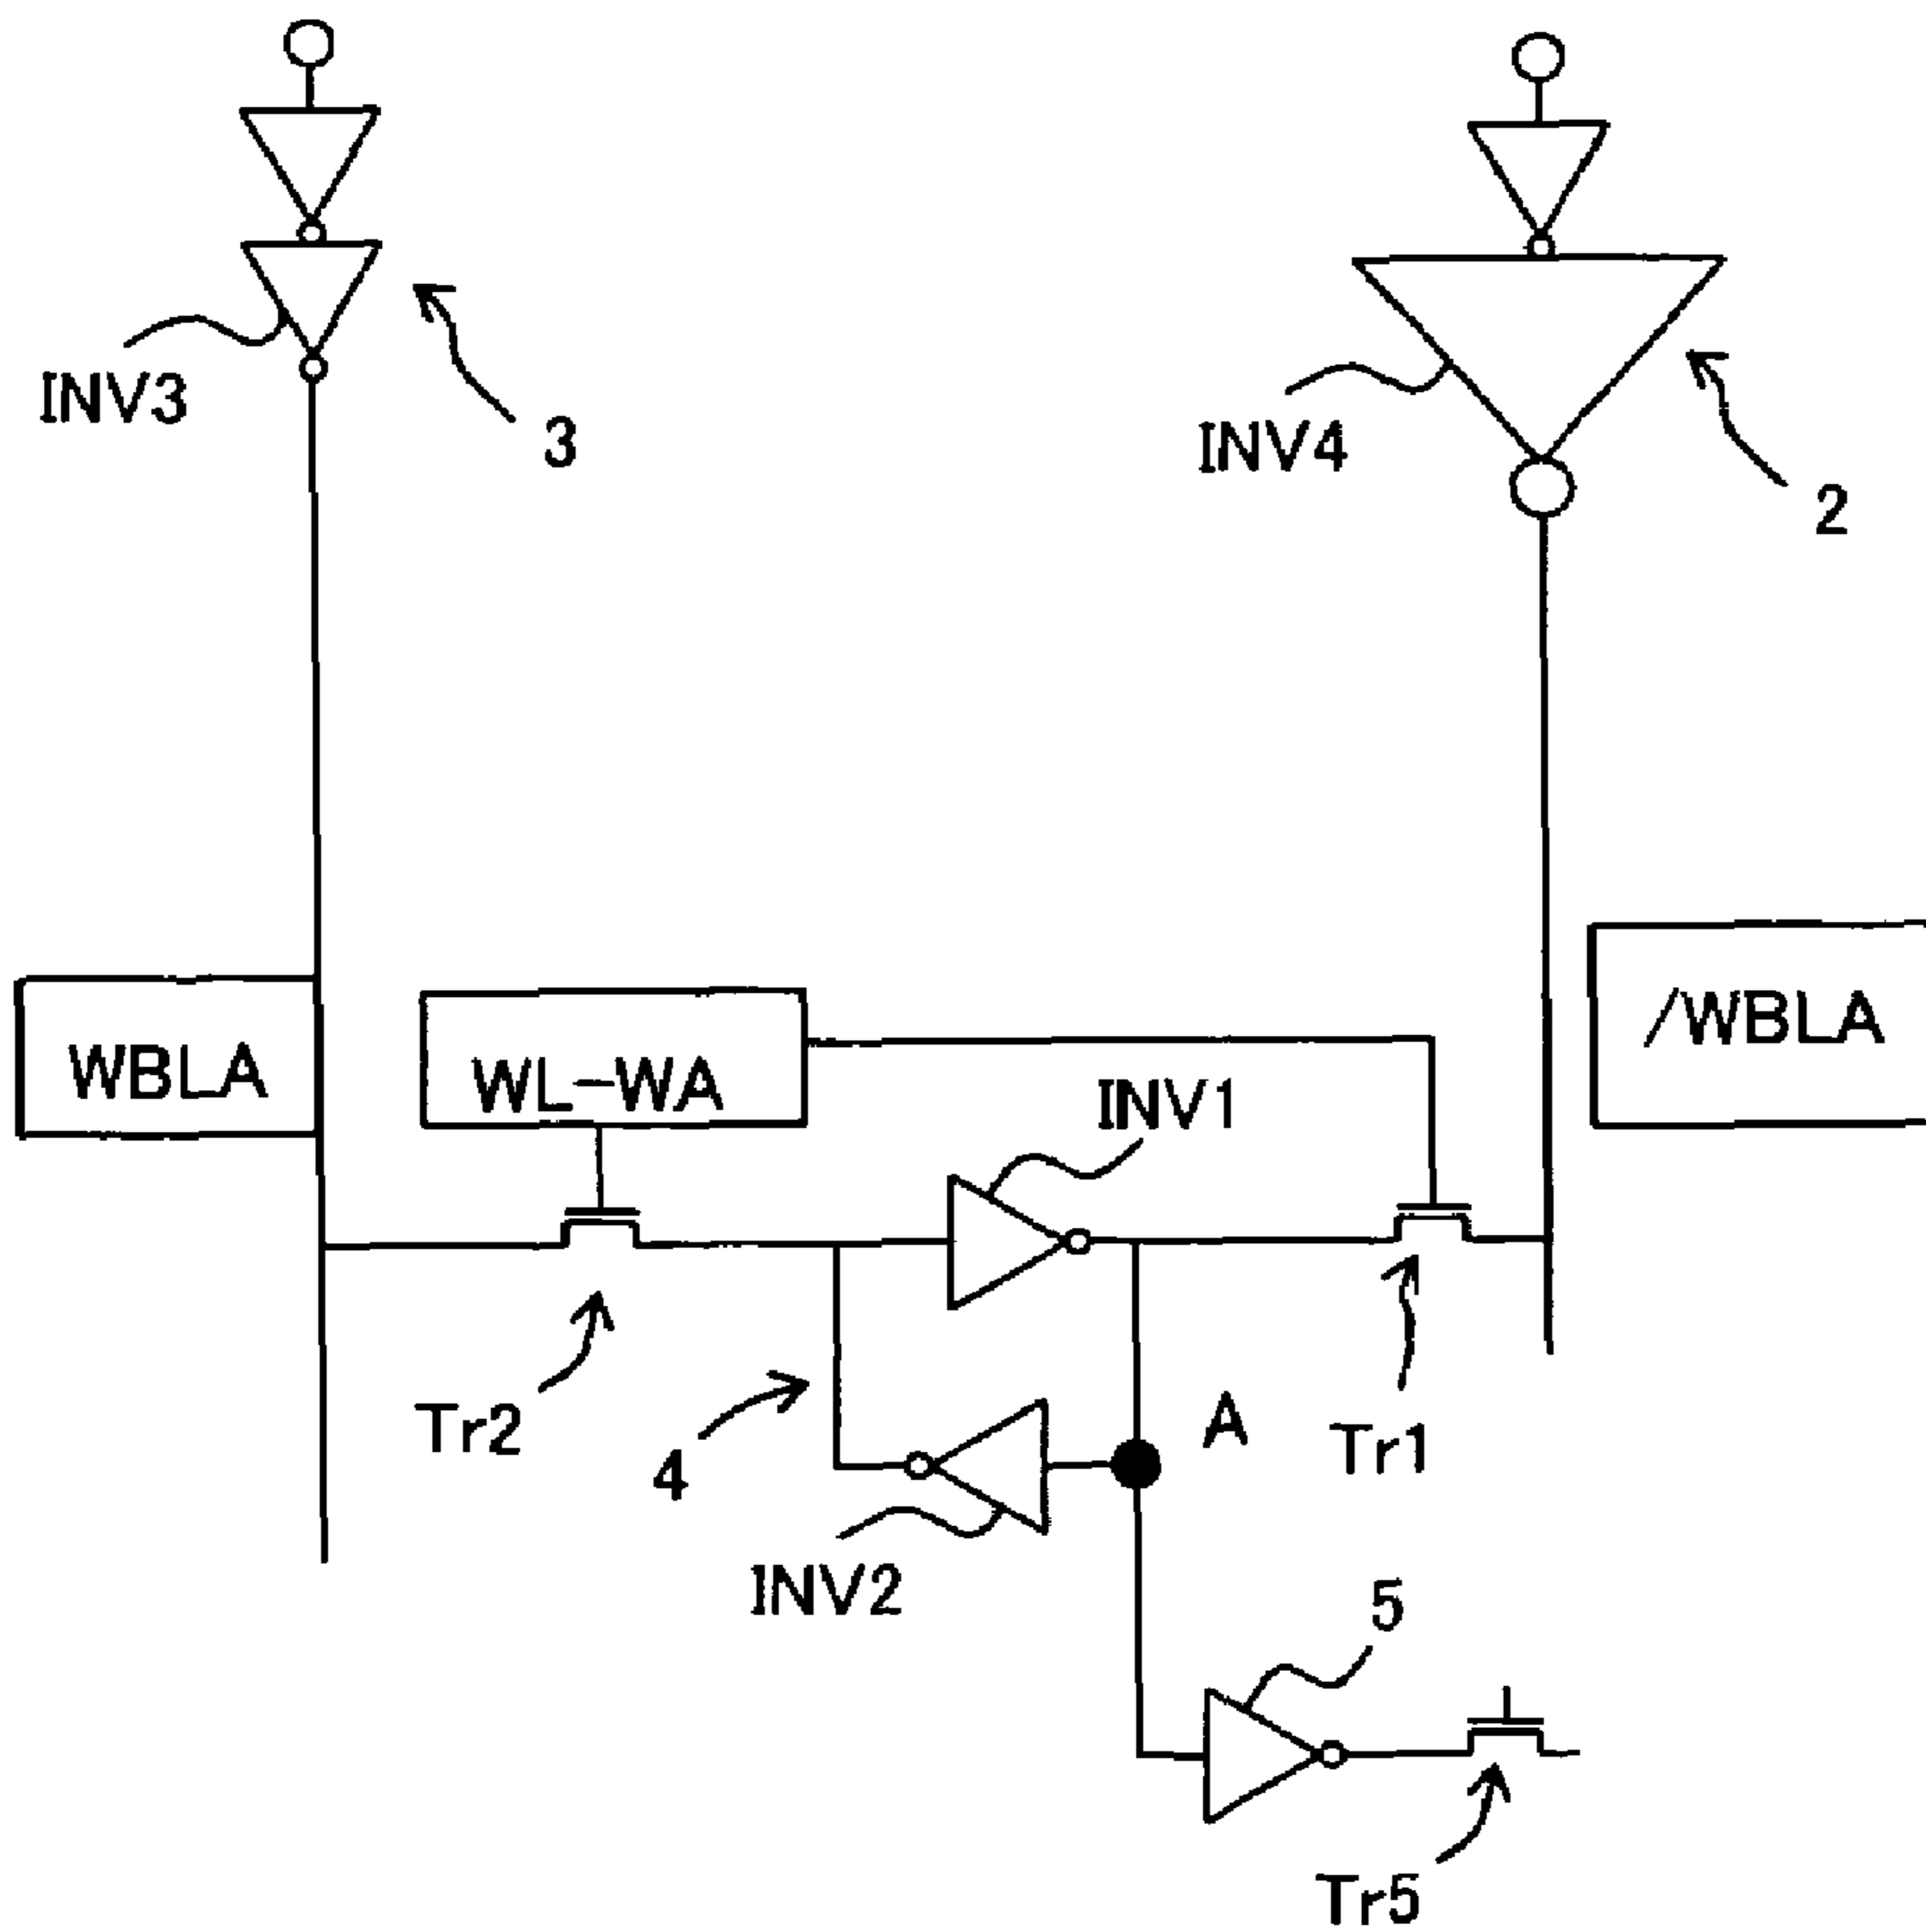 INV3
3
INV4
2
WBLA
WL-WA
/WBLA
INV1
Tr2
4
A
Tr1
INV2
5
Tr5